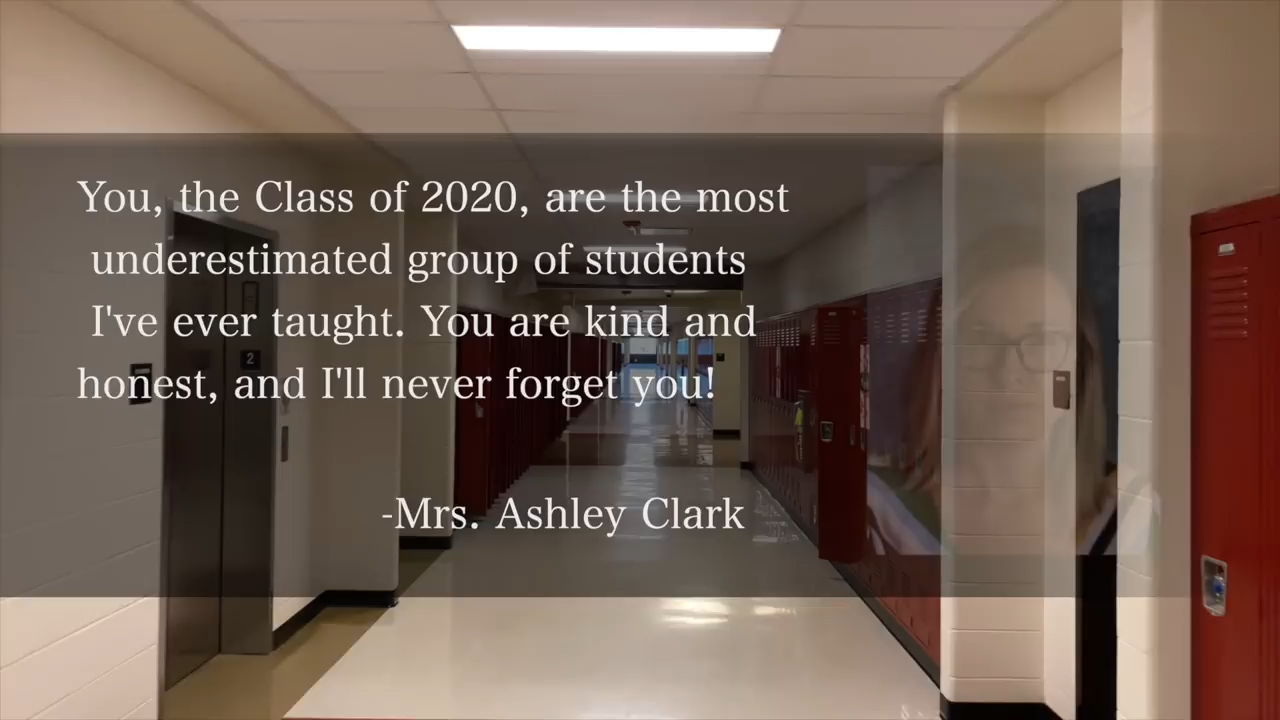 You, the Class of 2020, are the most
underestimated group of students
I've ever taught. You are kind and
honest, and I'll never forget you!
-Mrs. Ashley Clark
2